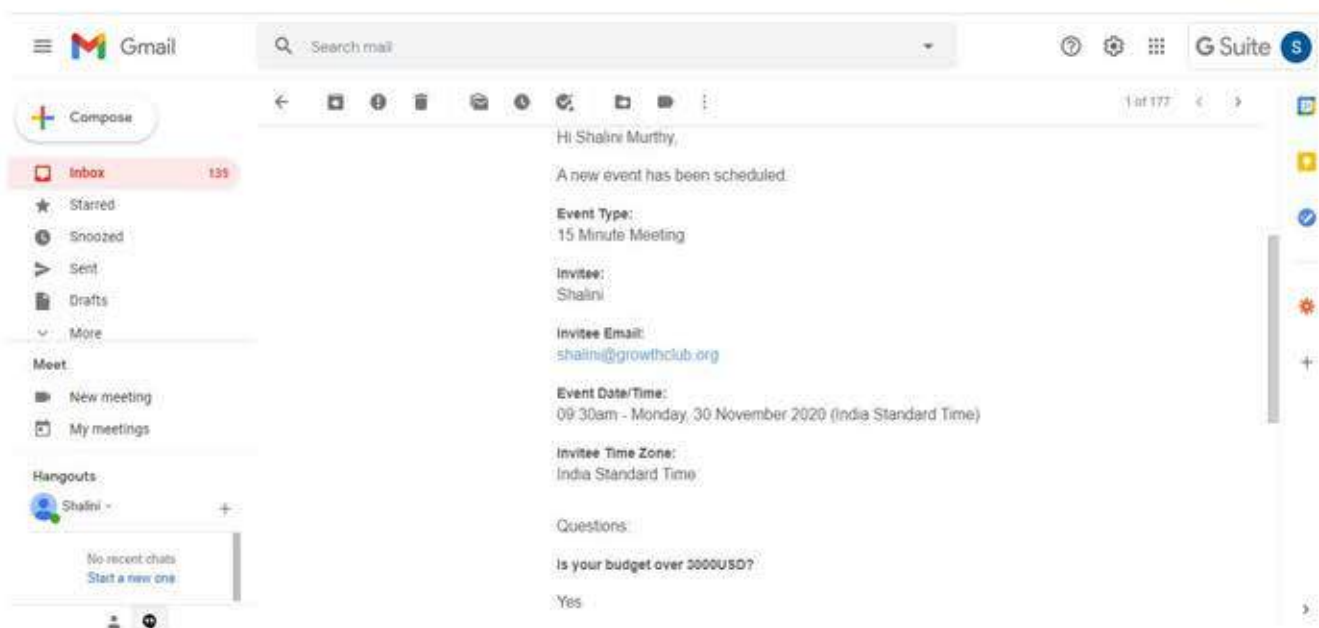 Gmail
Search mail
G Suite
S
Compose
1 of 177
Inbox 135
Starred
Snoozed
Sent
Drafts
More
Meet
New meeting
My meetings
Hangouts
Shalini
No recent chats
Start a new one
Hi Shalini Murthy,
A new event has been scheduled.
Event Type:
15 Minute Meeting
Invitee:
Shalini
Invitee Email:
shalini@growthclub.org
Event Date/Time:
09:30am - Monday, 30 November 2020 (India Standard Time)
Invitee Time Zone:
India Standard Time
Questions:
Is your budget over 3000USD?
Yes